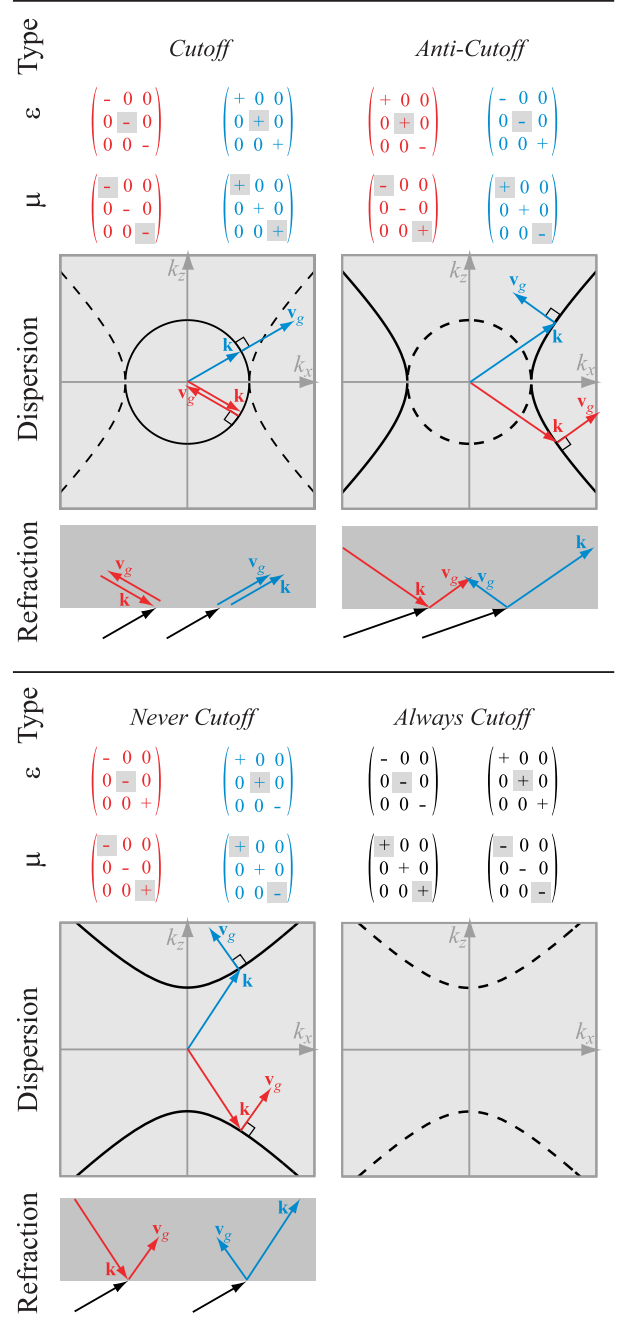 Type
Cutoff
Anti-Cutoff
ε
- 0 0
0 - 0
0 0 -
+ 0 0
0 + 0
0 0 +
+ 0 0
0 + 0
0 0 -
- 0 0
0 - 0
0 0 +
μ
- 0 0
0 - 0
0 0 -
+ 0 0
0 + 0
0 0 +
- 0 0
0 - 0
0 0 +
+ 0 0
0 + 0
0 0 -
Dispersion
kz
kx
k
vg
vg
k
kz
kx
vg
k
k
vg
Refraction
vg
k
vg
k
k
vg
vg
k
Type
Never Cutoff
Always Cutoff
ε
- 0 0
0 - 0
0 0 +
+ 0 0
0 + 0
0 0 -
- 0 0
0 - 0
0 0 -
+ 0 0
0 + 0
0 0 +
μ
- 0 0
0 - 0
0 0 +
+ 0 0
0 + 0
0 0 -
+ 0 0
0 + 0
0 0 +
- 0 0
0 - 0
0 0 -
Dispersion
kz
kx
vg
k
k
vg
kz
kx
Refraction
k
vg
vg
k